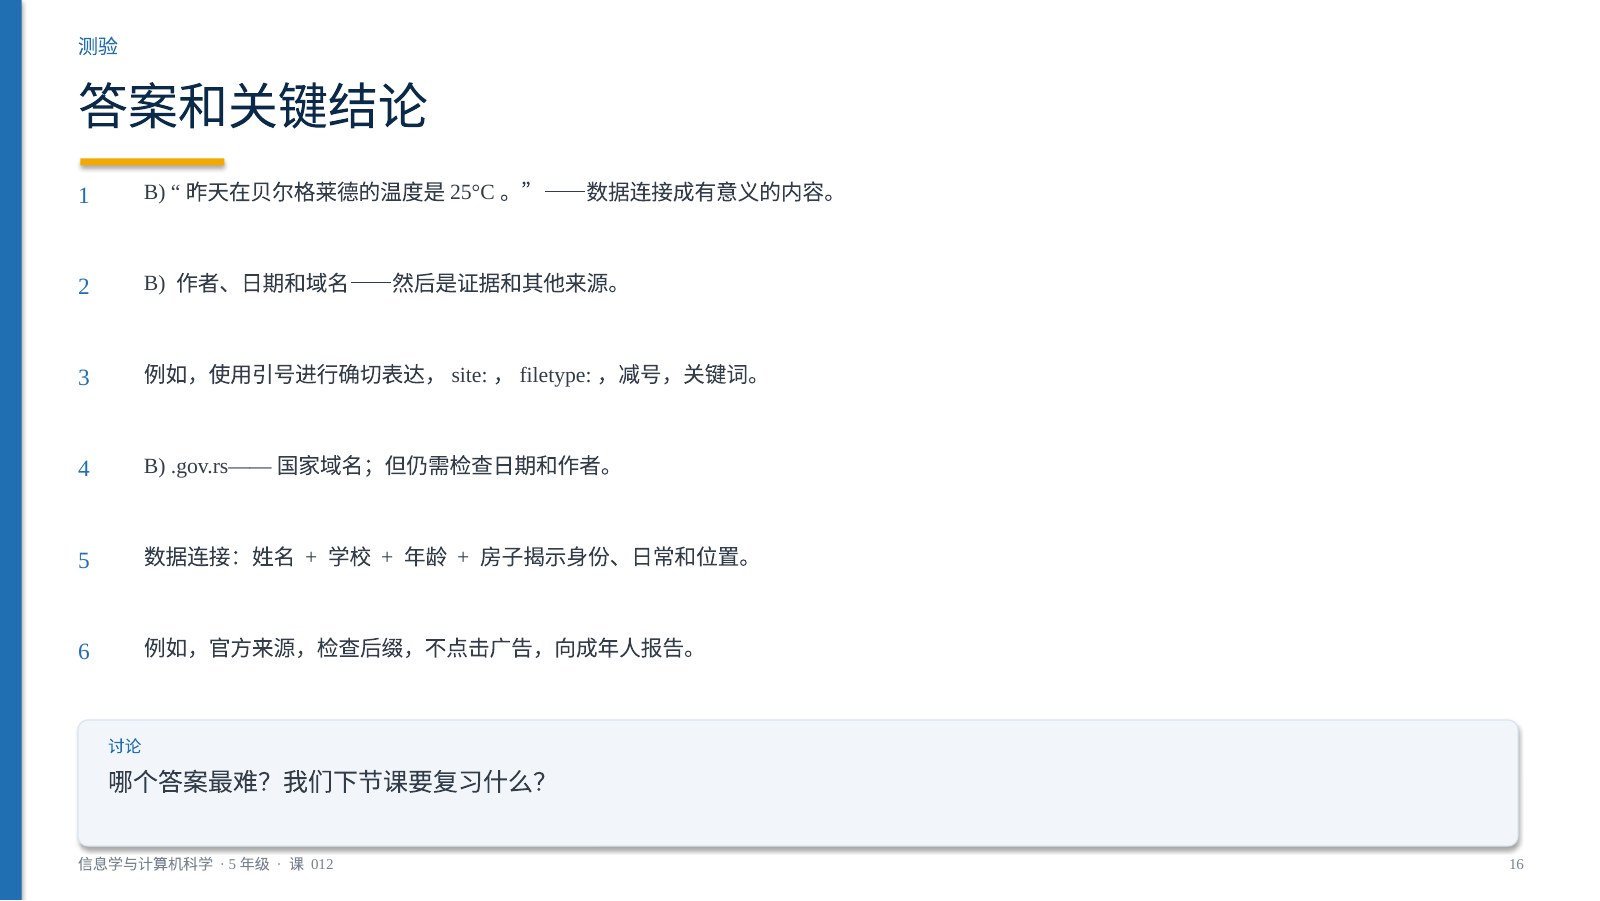 测验
答案和关键结论
1 B) “ 昨天在贝尔格莱德的温度是 25°C 。” ——数据连接成有意义的内容。
2 B) 作者、日期和域名——然后是证据和其他来源。
3 例如，使用引号进行确切表达， site: ， filetype: ，减号，关键词。
4 B) .gov.rs—— 国家域名；但仍需检查日期和作者。
5 数据连接：姓名 + 学校 + 年龄 + 房子揭示身份、日常和位置。
6 例如，官方来源，检查后缀，不点击广告，向成年人报告。
讨论
哪个答案最难？我们下节课要复习什么？
信息学与计算机科学 · 5 年级 · 课 012
16